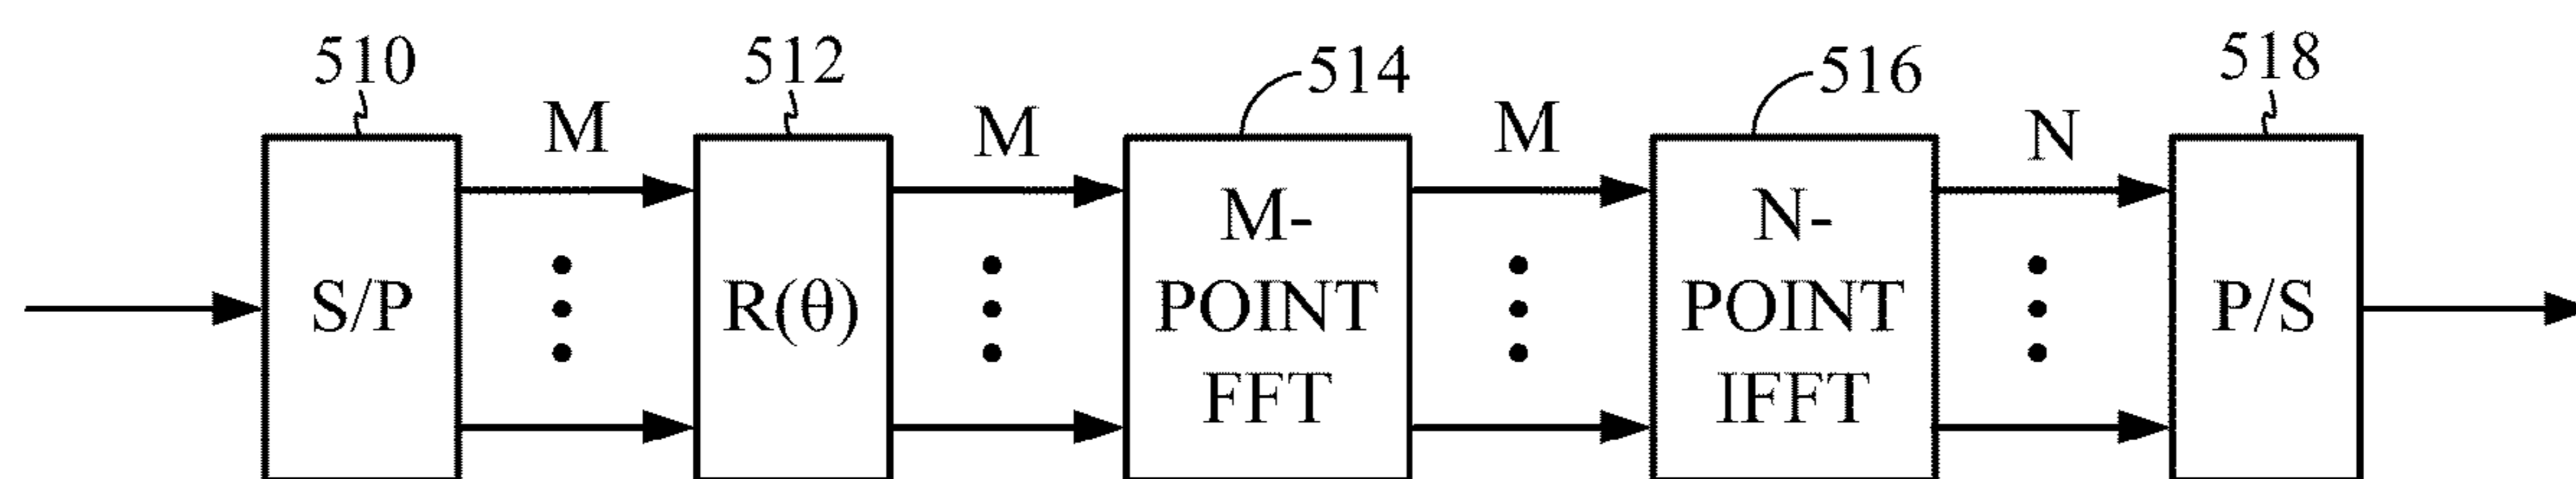 510
512
514
516
518
M
M
M
N
S/P
R(θ)
M-
POINT
FFT
N-
POINT
IFFT
P/S